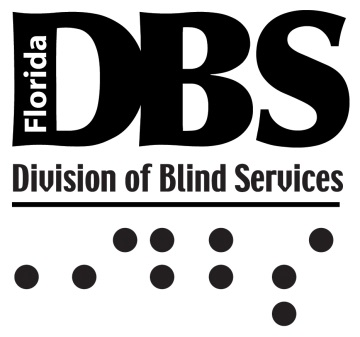 Florida
DBS
Division of Blind Services